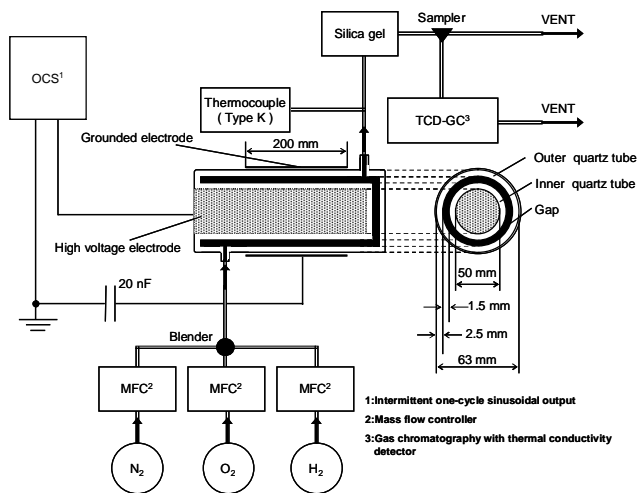 Sampler
VENT
Silica gel
OCS1
Thermocouple
( Type K)
TCD-GC3
VENT
Grounded electrode
200 mm
Outer quartz tube
Inner quartz tube
Gap
High voltage electrode
50 mm
20 nF
1.5 mm
2.5 mm
Blender
63 mm
MFC2
MFC2
MFC2
1:Intermittent one-cycle sinusoidal output
2:Mass flow controller
3:Gas chromatography with thermal conductivity
detector
N2
O2
H2